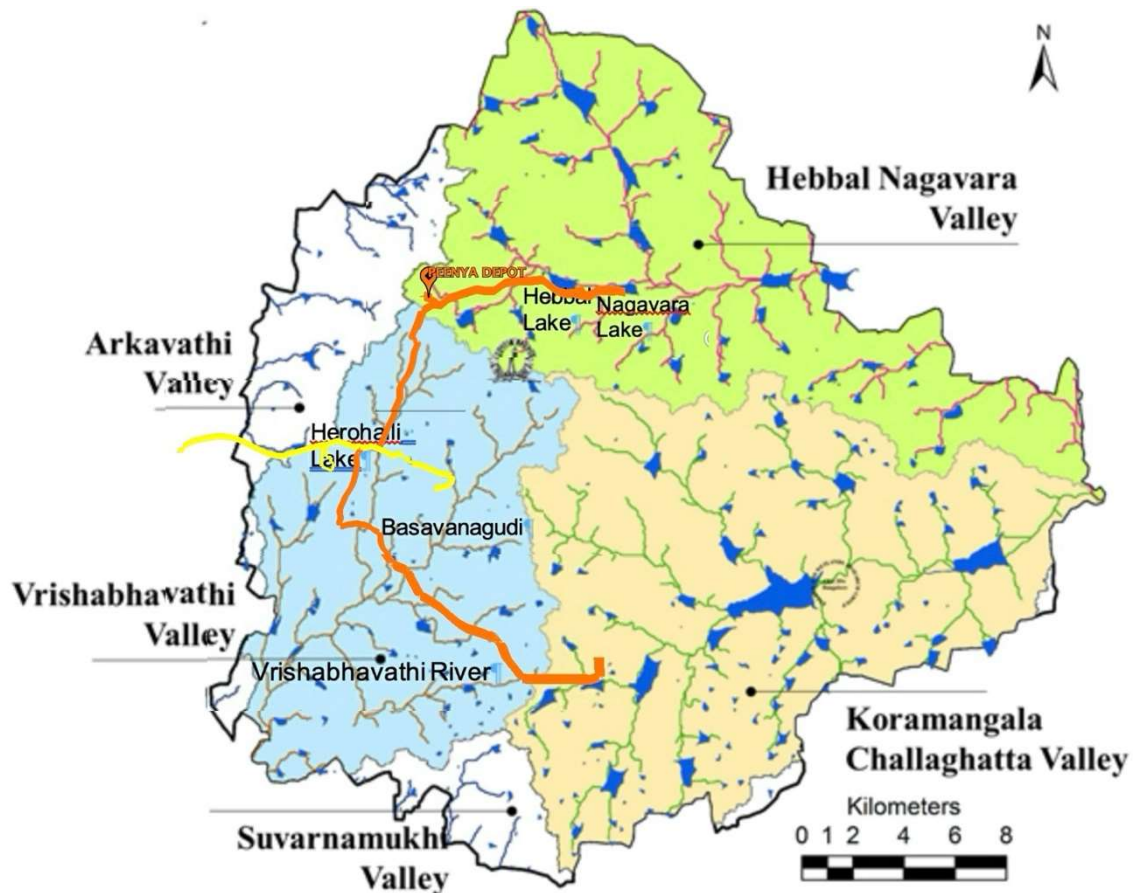 N
Hebbal Nagavara
Valley
PEENYA DEPOT
Hebbal
Lake
Nagavara
Lake
Arkavathi
Valley
Herohalli
Lake
Basavanagudi
Vrishabhavathi
Valley
Vrishabhavathi River
Koramangala
Challaghatta Valley
Kilometers
0 1 2 4 6 8
Suvarnamukhi
Valley